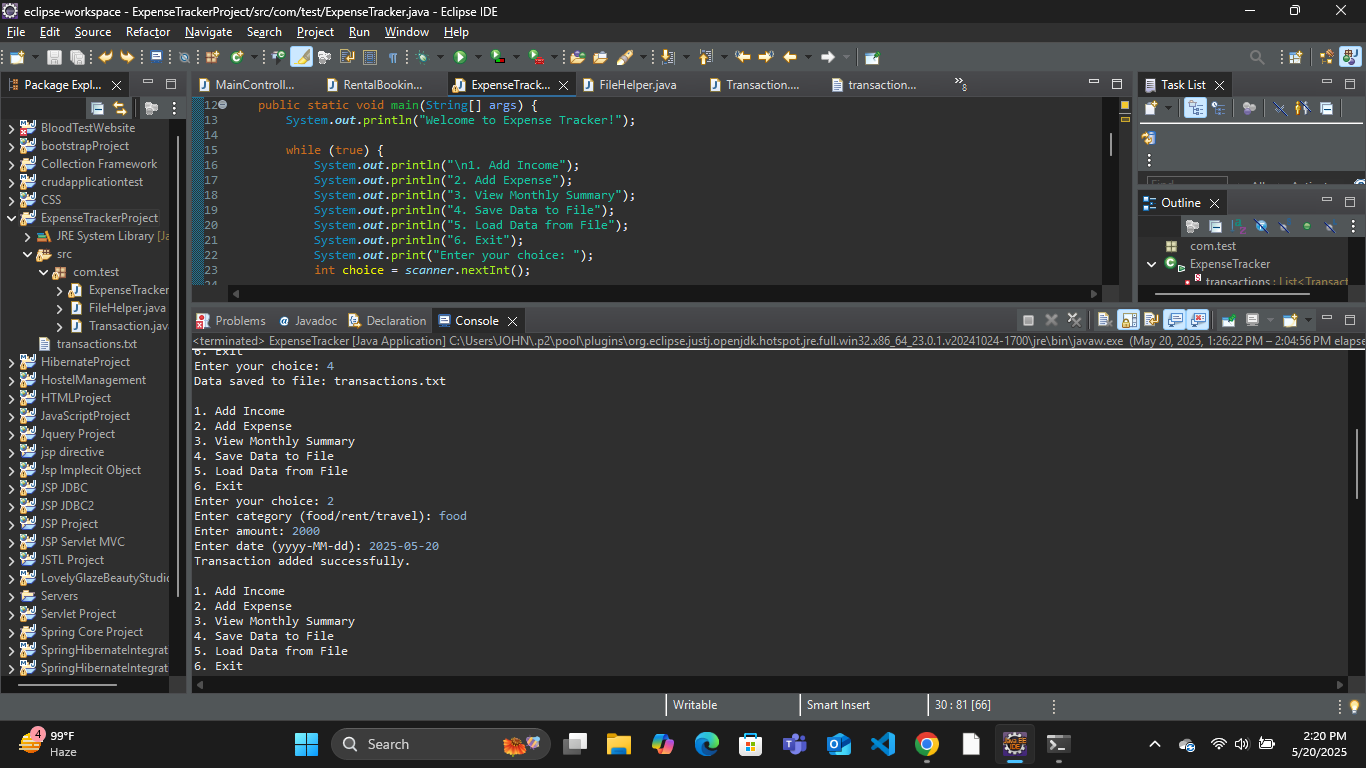 eclipse-workspace - ExpenseTrackerProject/src/com/test/ExpenseTracker.java - Eclipse IDE
File Edit Source Refactor Navigate Search Project Run Window Help
Package Expl...
MainControll...
RentalBookin...
ExpenseTrack...
FileHelper.java
Transaction....
transaction...
»8
Task List
BloodTestWebsite
bootstrapProject
Collection Framework
crudapplicationtest
CSS
ExpenseTrackerProject
JRE System Library [Ja
src
com.test
ExpenseTracker
FileHelper.java
Transaction.jav
transactions.txt
HibernateProject
HostelManagement
HTMLProject
JavaScriptProject
Jquery Project
jsp directive
Jsp Implecit Object
JSP JDBC
JSP JDBC2
JSP Project
JSP Servlet MVC
JSTL Project
LovelyGlazeBeautyStudio
Servers
Servlet Project
Spring Core Project
SpringHibernateIntegrat
SpringHibernateIntegrat
12 public static void main(String[] args) {
13 System.out.println("Welcome to Expense Tracker!");
14
15 while (true) {
16 System.out.println("\n1. Add Income");
17 System.out.println("2. Add Expense");
18 System.out.println("3. View Monthly Summary");
19 System.out.println("4. Save Data to File");
20 System.out.println("5. Load Data from File");
21 System.out.println("6. Exit");
22 System.out.print("Enter your choice: ");
23 int choice = scanner.nextInt();
Outline
com.test
ExpenseTracker
transactions : List<Transact
Problems
Javadoc
Declaration
Console
<terminated> ExpenseTracker [Java Application] C:\Users\JOHN\.p2\pool\plugins\org.eclipse.justj.openjdk.hotspot.jre.full.win32.x86_64_23.0.1.v20241024-1700\jre\bin\javaw.exe (May 20, 2025, 1:26:22 PM – 2:04:56 PM elapse
6. Exit
Enter your choice: 4
Data saved to file: transactions.txt
1. Add Income
2. Add Expense
3. View Monthly Summary
4. Save Data to File
5. Load Data from File
6. Exit
Enter your choice: 2
Enter category (food/rent/travel): food
Enter amount: 2000
Enter date (yyyy-MM-dd): 2025-05-20
Transaction added successfully.
1. Add Income
2. Add Expense
3. View Monthly Summary
4. Save Data to File
5. Load Data from File
6. Exit
Writable
Smart Insert
30 : 81 [66]
4
99°F
Haze
Search
2:20 PM
5/20/2025